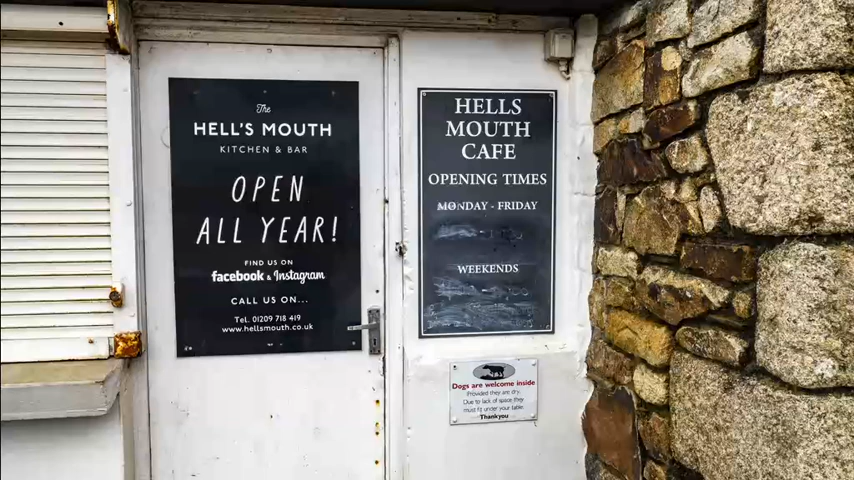 The
HELL'S MOUTH
KITCHEN & BAR
OPEN
ALL YEAR!
FIND US ON
facebook & Instagram
CALL US ON...
Tel. 01209 718 419
www.hellsmouth.co.uk
HELLS
MOUTH
CAFE
OPENING TIMES
MONDAY - FRIDAY
WEEKENDS
Dogs are welcome inside
Provided they are dry.
Due to lack of space they
must fit under your table.
Thankyou